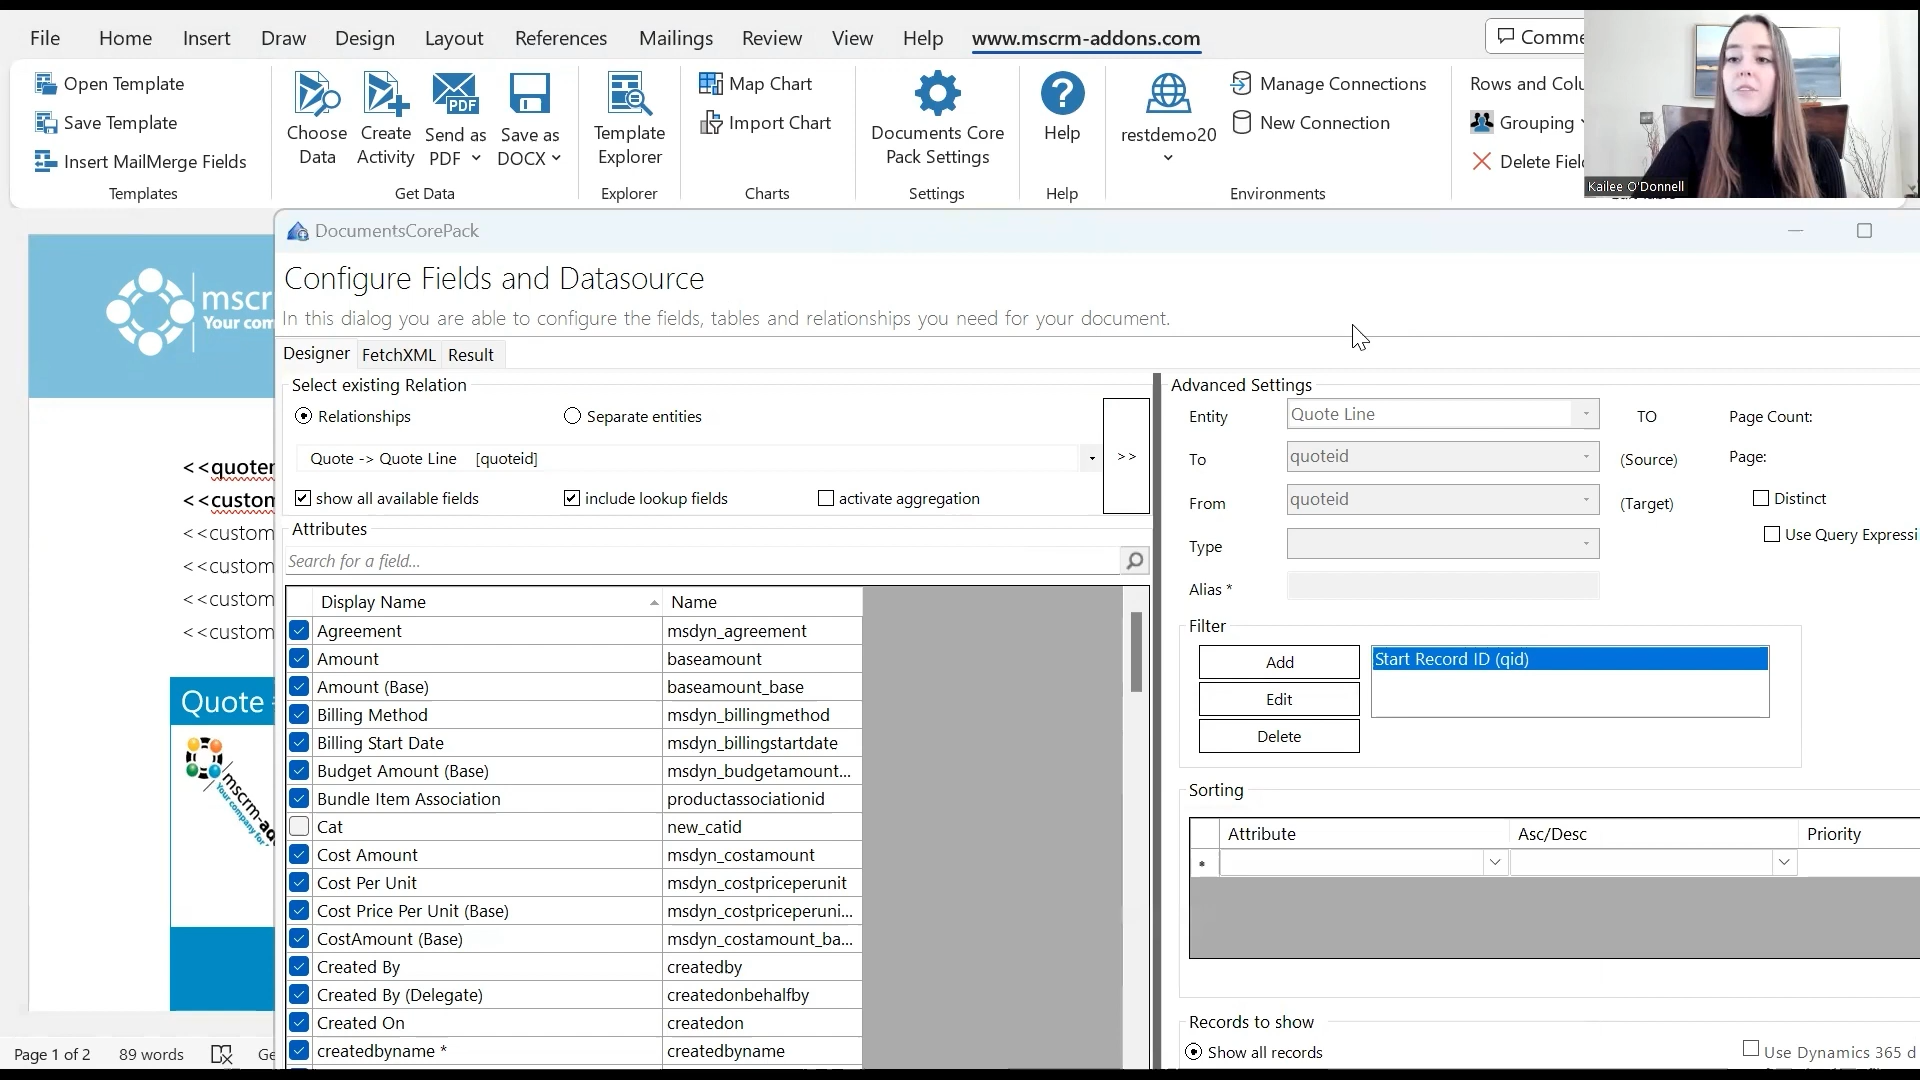 File Home Insert Draw Design Layout References Mailings Review View Help www.mscrm-addons.com Comme
Open Template
Save Template
Insert MailMerge Fields
Templates
Choose Data
Create Activity
Send as PDF
Save as DOCX
Get Data
Template Explorer
Explorer
Map Chart
Import Chart
Charts
Documents Core Pack Settings
Settings
Help
Help
restdemo20
Manage Connections
New Connection
Environments
Rows and Colu
Grouping
Delete Field
Kailee O'Donnell
mscr
Your com
<<quoter
<<custom
<<custom
<<custom
<<custom
<<custom
Quote
mscrm-ad
Your company for
DocumentsCorePack
Configure Fields and Datasource
In this dialog you are able to configure the fields, tables and relationships you need for your document.
Designer FetchXML Result
Select existing Relation
Relationships Separate entities
Quote -> Quote Line [quoteid]
>>
show all available fields include lookup fields activate aggregation
Attributes
Search for a field...
Display Name Name
Agreement msdyn_agreement
Amount baseamount
Amount (Base) baseamount_base
Billing Method msdyn_billingmethod
Billing Start Date msdyn_billingstartdate
Budget Amount (Base) msdyn_budgetamount...
Bundle Item Association productassociationid
Cat new_catid
Cost Amount msdyn_costamount
Cost Per Unit msdyn_costpriceperunit
Cost Price Per Unit (Base) msdyn_costpriceperuni...
CostAmount (Base) msdyn_costamount_ba...
Created By createdby
Created By (Delegate) createdonbehalfby
Created On createdon
createdbyname * createdbyname
Advanced Settings
Entity Quote Line TO Page Count:
To quoteid (Source) Page:
From quoteid (Target) Distinct
Type Use Query Expressi
Alias *
Filter
Add
Edit
Delete
Start Record ID (qid)
Sorting
Attribute Asc/Desc Priority
Records to show
Show all records Use Dynamics 365 d
Page 1 of 2 89 words Ge